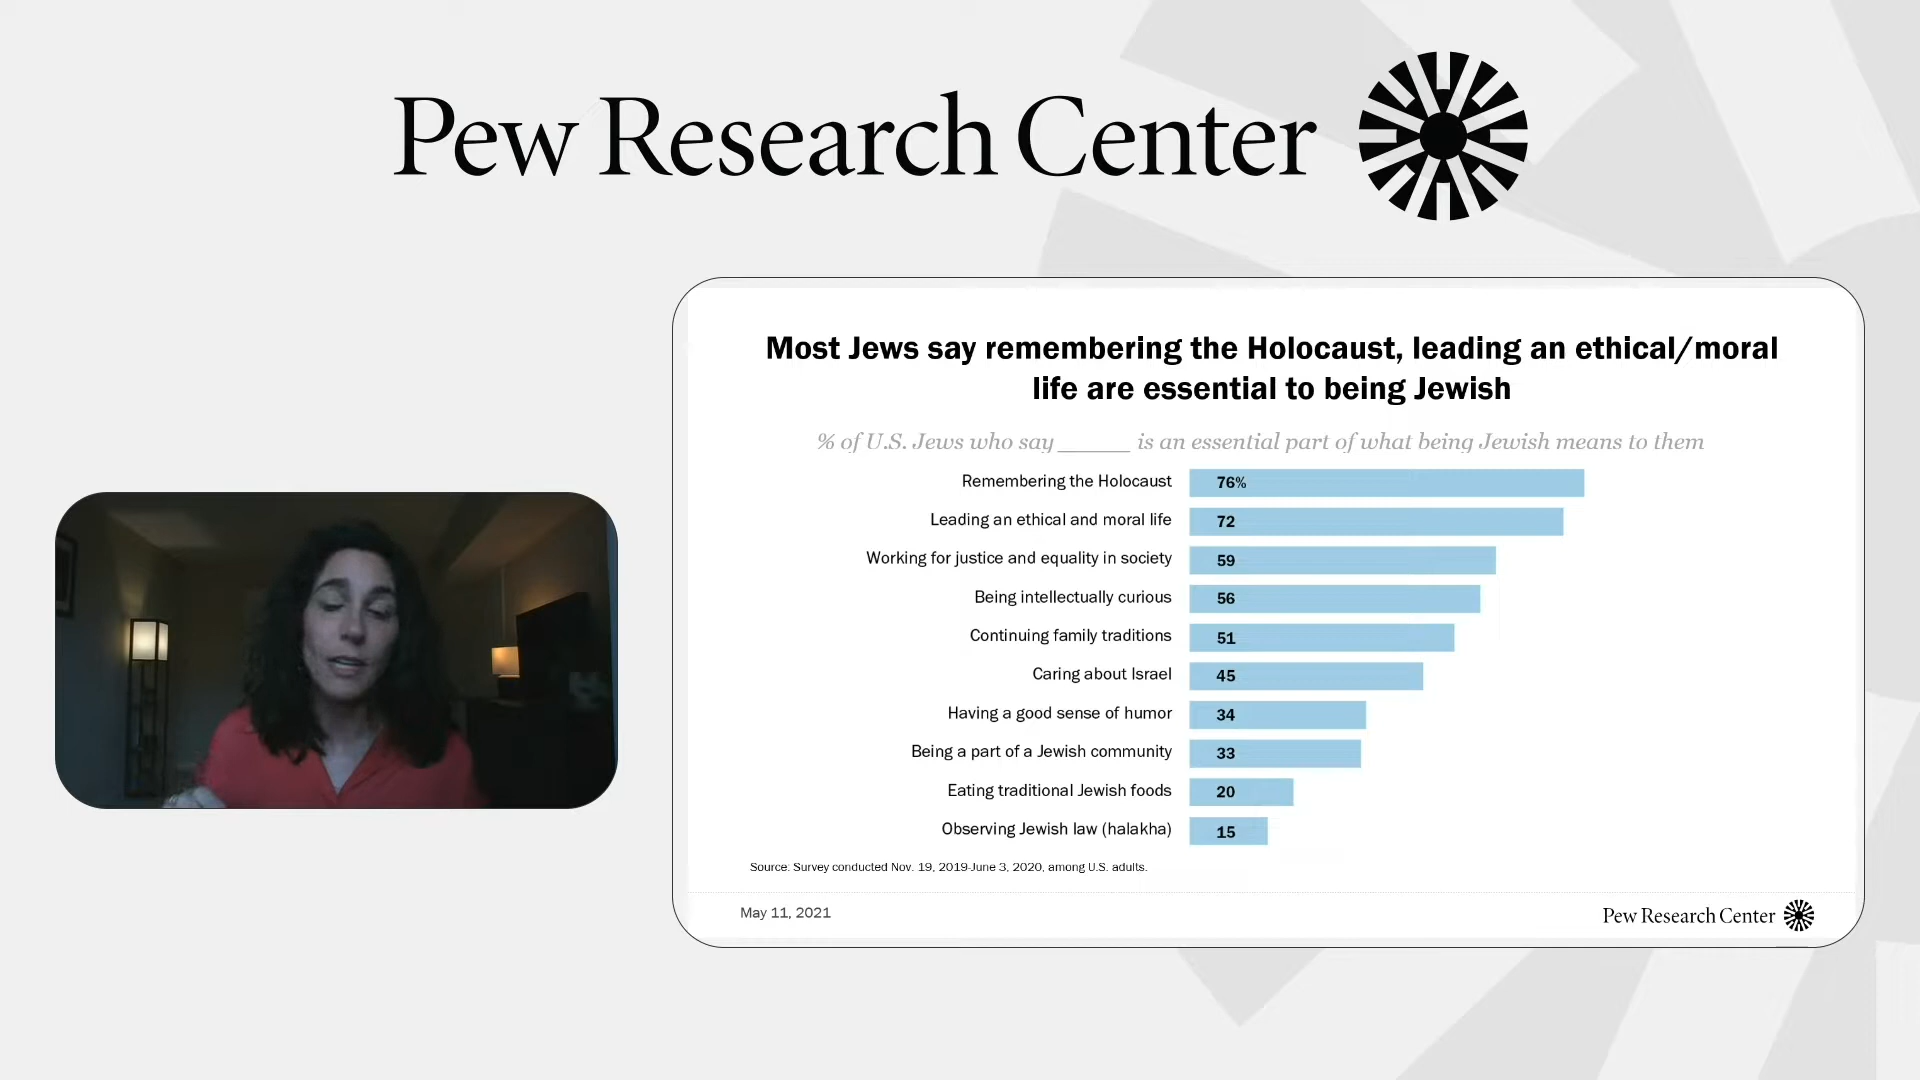 Pew Research Center
Most Jews say remembering the Holocaust, leading an ethical/moral
life are essential to being Jewish
% of U.S. Jews who say ______ is an essential part of what being Jewish means to them
Remembering the Holocaust 76%
Leading an ethical and moral life 72
Working for justice and equality in society 59
Being intellectually curious 56
Continuing family traditions 51
Caring about Israel 45
Having a good sense of humor 34
Being a part of a Jewish community 33
Eating traditional Jewish foods 20
Observing Jewish law (halakha) 15
Source: Survey conducted Nov. 19, 2019-June 3, 2020, among U.S. adults.
May 11, 2021
Pew Research Center